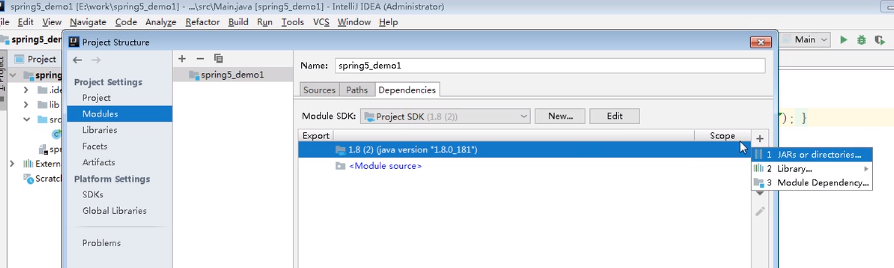 spring5_demo1 [E:\work\spring5_demo1] - ...\src\Main.java [spring5_demo1] - IntelliJ IDEA (Administrator)
File Edit View Navigate Code Analyze Refactor Build Run Tools VCS Window Help
spring5_demo1
Project Structure
Main
Project
spring5
.ide
lib
src
spr
Extern
Scratch
Project Settings
Project
Modules
Libraries
Facets
Artifacts
Platform Settings
SDKs
Global Libraries
Problems
spring5_demo1
Name: spring5_demo1
Sources Paths Dependencies
Module SDK: Project SDK (1.8 (2)) New... Edit
Export Scope
1.8 (2) (java version "1.8.0_181")
<Module source>
"); }
1 JARs or directories...
2 Library...
3 Module Dependency...